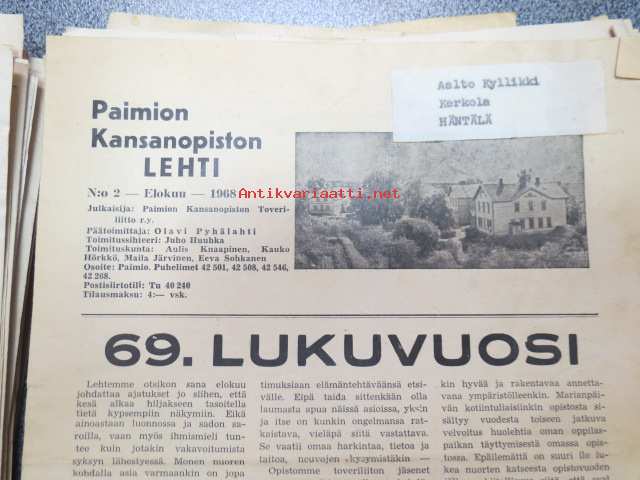 Aalto Kyllikki
Kerkola
HÄNTÄLÄ
Paimion
Kansanopiston
LEHTI
N:o 2 — Elokuu — 1968
Antikvariaatti.net
Julkaisija: Paimion Kansanopiston Toveri-
liitto r.y.
Päätoimittaja: Olavi Pyhälahti
Toimitussihteeri: Juho Huuhka
Toimituskunta: Aulis Knaapinen, Kauko
Hörkkö, Maila Järvinen, Eeva Sohkanen
Osoite: Paimio. Puhelimet 42 501, 42 508, 42 546,
42 268.
Postisiirtotili: Tu 40 240
Tilausmaksu: 4:— vsk.
69. LUKUVUOSI
Lehtemme otsikon sana elokuu
johdattaa ajatukset jo siihen, että
kesä alkaa hiljakseen tasoitella
tietä kypsempiin näkymiin. Eikä
ainoastaan luonnossa ja sadon sa-
roilla, vaan myös ihmismieli tun-
tee kuin jotakin vakavoitumista
syksyn lähestyessä. Monen nuoren
kohdalla asia varmaankin on jopa
timuksiaan elämäntehtäväänsä etsi-
välle. Eipä taida sittenkään olla
laumasta apua näissä asioissa, yksin
ja itse on kunkin ongelmansa rat-
kaistava, vieläpä siitä vastattava.
Se vaatii omaa harkintaa, tietoa ja
taitoa, neuvojen kysymistäkin —
Opistomme toveriliiton jäsenet
kin hyvää ja rakentavaa annetta-
vana ympäristölleenkin. Marianpäi-
vän kotiintuliaisiinkin opistosta si-
sältyy vuodesta toiseen jatkuva
velvoitus huolehtia oman oppilas-
paikan täyttymisestä omassa opis-
tossa. Epäilemättä on suuri ilo lu-
kea nuorten katseesta opistovuoden